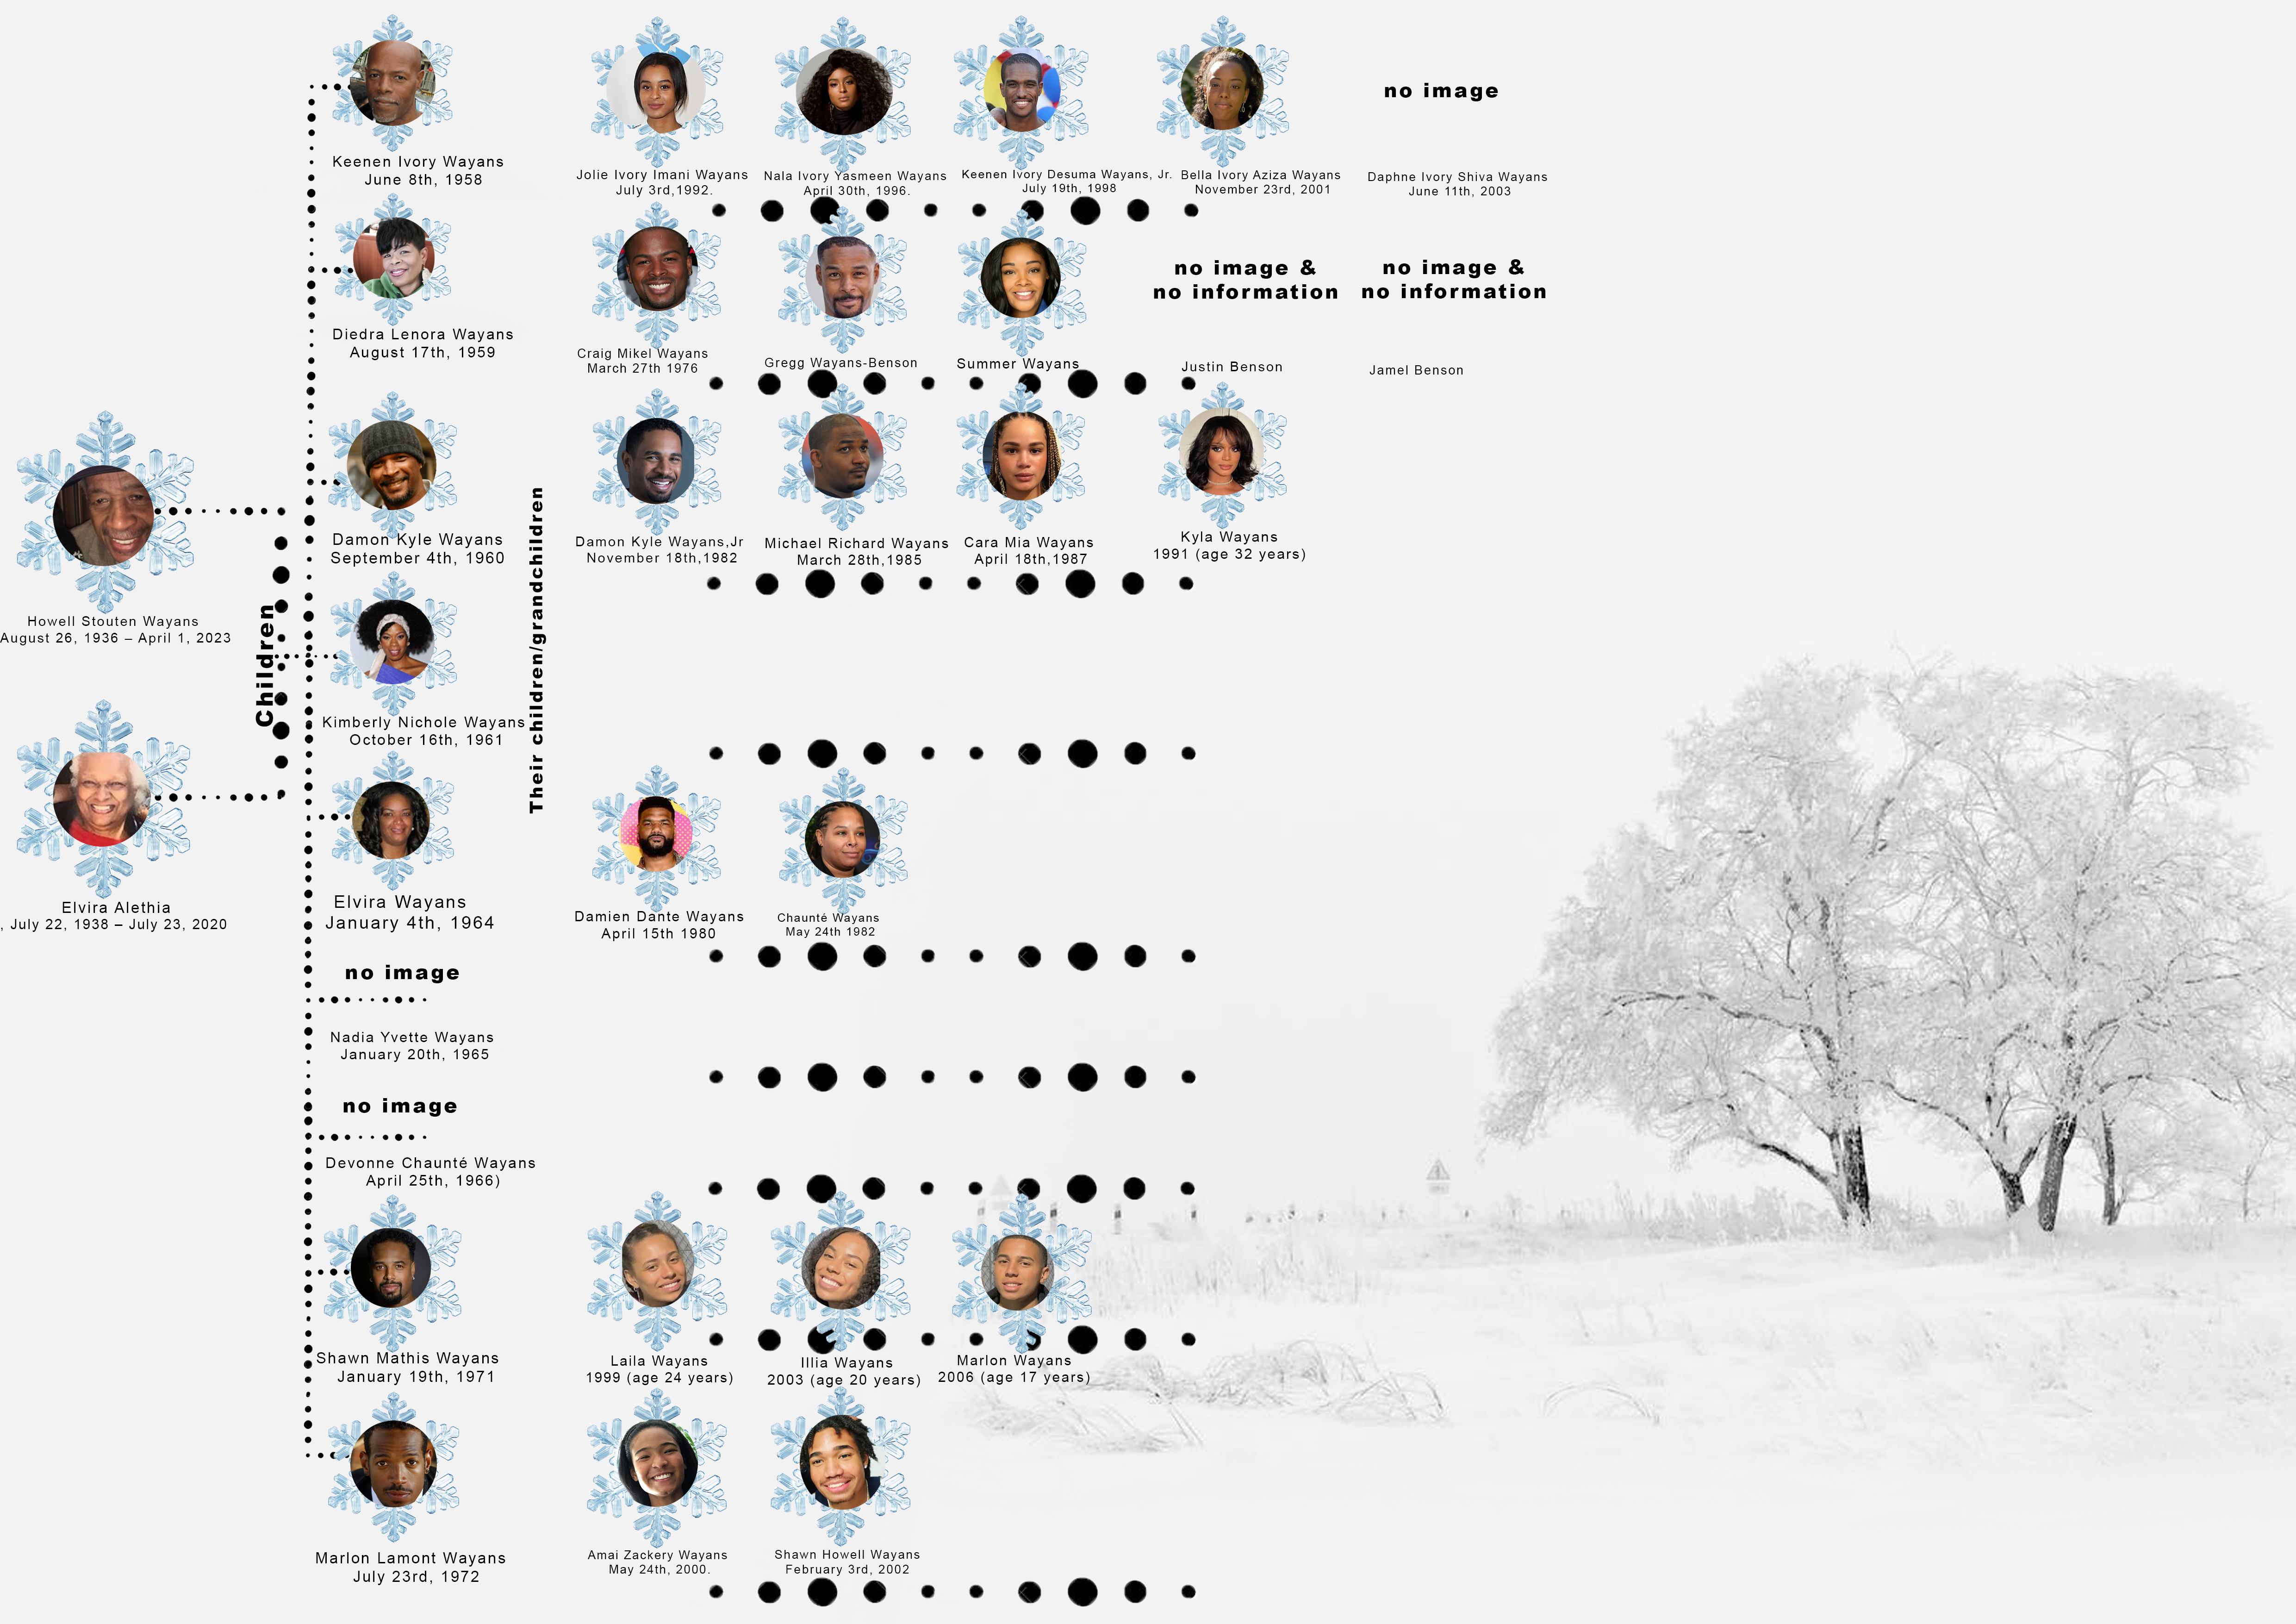 Keenen Ivory Wayans
June 8th, 1958
Jolie Ivory Imani Wayans
July 3rd,1992.
Nala Ivory Yasmeen Wayans
April 30th, 1996.
Keenen Ivory Desuma Wayans, Jr.
July 19th, 1998
Bella Ivory Aziza Wayans
November 23rd, 2001
no image
Daphne Ivory Shiva Wayans
June 11th, 2003
Diedra Lenora Wayans
August 17th, 1959
Craig Mikel Wayans
March 27th 1976
Gregg Wayans-Benson
Summer Wayans
no image &
no information
Justin Benson
no image &
no information
Jamel Benson
Howell Stouten Wayans
August 26, 1936 – April 1, 2023
Elvira Alethia
, July 22, 1938 – July 23, 2020
Children
Damon Kyle Wayans
September 4th, 1960
Their children/grandchildren
Damon Kyle Wayans,Jr
November 18th,1982
Michael Richard Wayans
March 28th,1985
Cara Mia Wayans
April 18th,1987
Kyla Wayans
1991 (age 32 years)
Kimberly Nichole Wayans
October 16th, 1961
Elvira Wayans
January 4th, 1964
Damien Dante Wayans
April 15th 1980
Chaunté Wayans
May 24th 1982
no image
Nadia Yvette Wayans
January 20th, 1965
no image
Devonne Chaunté Wayans
April 25th, 1966)
Shawn Mathis Wayans
January 19th, 1971
Laila Wayans
1999 (age 24 years)
Illia Wayans
2003 (age 20 years)
Marlon Wayans
2006 (age 17 years)
Marlon Lamont Wayans
July 23rd, 1972
Amai Zackery Wayans
May 24th, 2000.
Shawn Howell Wayans
February 3rd, 2002